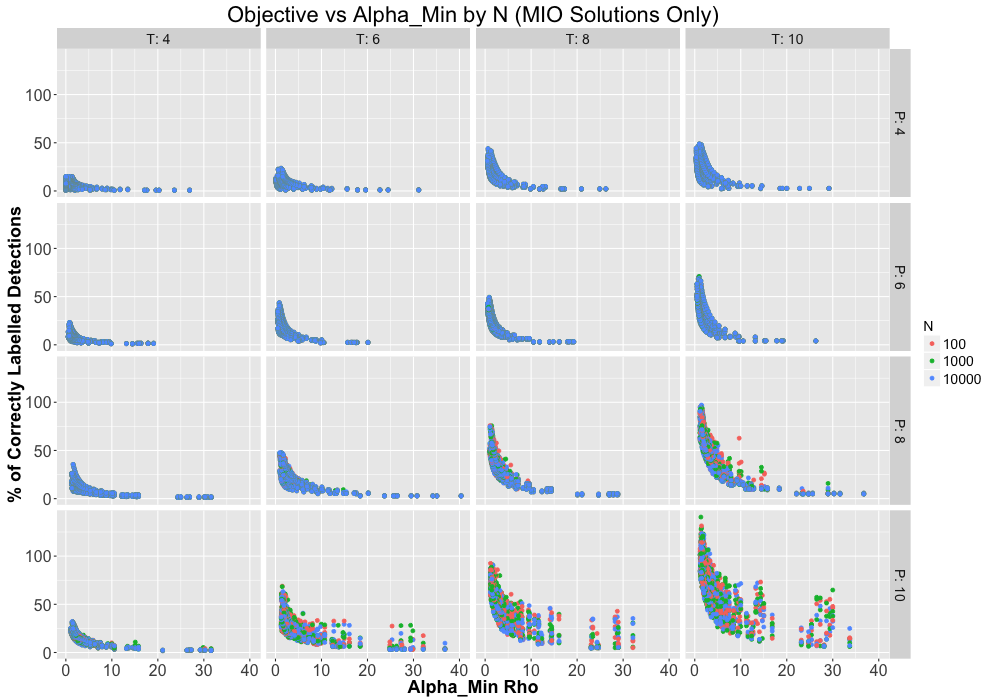 Objective vs Alpha_Min by N (MIO Solutions Only)
T: 4 T: 6 T: 8 T: 10
% of Correctly Labelled Detections
100
50
0
P: 4
100
50
0
P: 6
100
50
0
P: 8
100
50
0
P: 10
0 10 20 30 40 0 10 20 30 40 0 10 20 30 40 0 10 20 30 40
Alpha_Min Rho
N
100
1000
10000